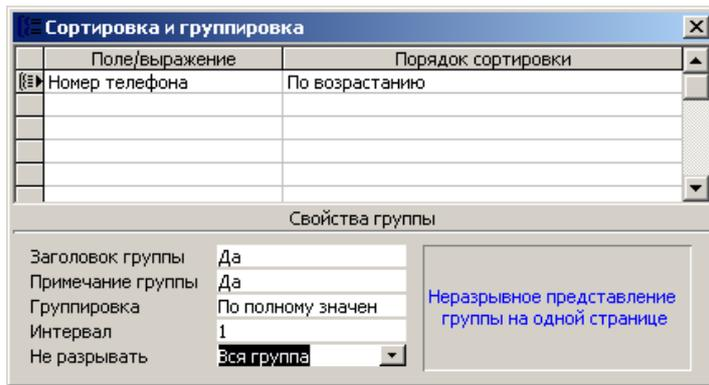 Сортировка и группировка
Поле/выражение Порядок сортировки
Номер телефона По возрастанию
Свойства группы
Заголовок группы Да
Примечание группы Да
Группировка По полному значен
Интервал 1
Не разрывать Вся группа
Неразрывное представление
группы на одной странице